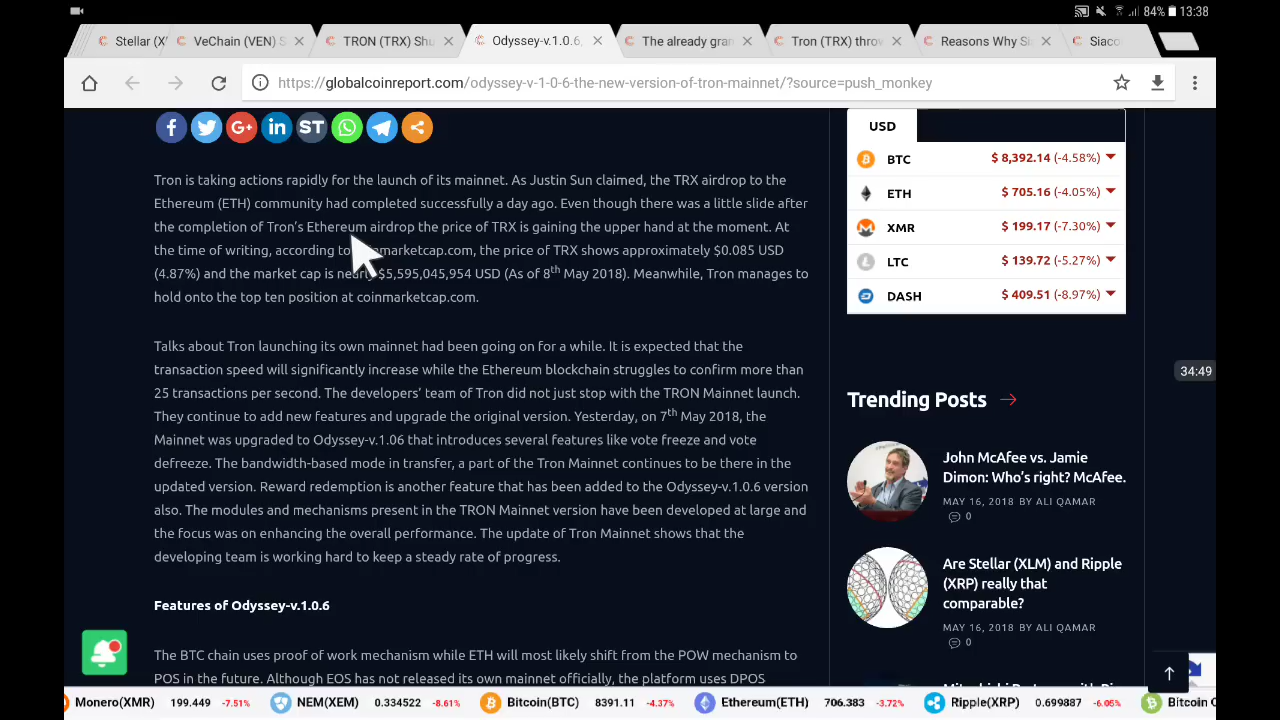 84% 13:38
Stellar (X
VeChain (VEN) S
TRON (TRX) Shu
Odyssey-v.1.0.6,
The already gra
Tron (TRX) thro
Reasons Why Si
Siaco
https://globalcoinreport.com/odyssey-v-1-0-6-the-new-version-of-tron-mainnet/?source=push_monkey
G+ in ST
Tron is taking actions rapidly for the launch of its mainnet. As Justin Sun claimed, the TRX airdrop to the
Ethereum (ETH) community had completed successfully a day ago. Even though there was a little slide after
the completion of Tron's Ethereum airdrop the price of TRX is gaining the upper hand at the moment. At
the time of writing, according to marketcap.com, the price of TRX shows approximately $0.085 USD
(4.87%) and the market cap is near $5,595,045,954 USD (As of 8th May 2018). Meanwhile, Tron manages to
hold onto the top ten position at coinmarketcap.com.
Talks about Tron launching its own mainnet had been going on for a while. It is expected that the
transaction speed will significantly increase while the Ethereum blockchain struggles to confirm more than
25 transactions per second. The developers' team of Tron did not just stop with the TRON Mainnet launch.
They continue to add new features and upgrade the original version. Yesterday, on 7th May 2018, the
Mainnet was upgraded to Odyssey-v.1.06 that introduces several features like vote freeze and vote
defreeze. The bandwidth-based mode in transfer, a part of the Tron Mainnet continues to be there in the
updated version. Reward redemption is another feature that has been added to the Odyssey-v.1.0.6 version
also. The modules and mechanisms present in the TRON Mainnet version have been developed at large and
the focus was on enhancing the overall performance. The update of Tron Mainnet shows that the
developing team is working hard to keep a steady rate of progress.
Features of Odyssey-v.1.0.6
The BTC chain uses proof of work mechanism while ETH will most likely shift from the POW mechanism to
POS in the future. Although EOS has not released its own mainnet officially, the platform uses DPOS
USD
BTC $ 8,392.14 (-4.58%)
ETH $ 705.16 (-4.05%)
XMR $ 199.17 (-7.30%)
LTC $ 139.72 (-5.27%)
DASH $ 409.51 (-8.97%)
34:49
Trending Posts
John McAfee vs. Jamie
Dimon: Who's right? McAfee.
MAY 16, 2018 BY ALI QAMAR
0
Are Stellar (XLM) and Ripple
(XRP) really that
comparable?
MAY 16, 2018 BY ALI QAMAR
0
Monero(XMR) 199.449 -7.51% NEM(XEM) 0.334522 -8.61% Bitcoin(BTC) 8391.11 -4.37% Ethereum(ETH) 706.383 -3.72% Ripple(XRP) 0.699887 -6.05% Bitcoin